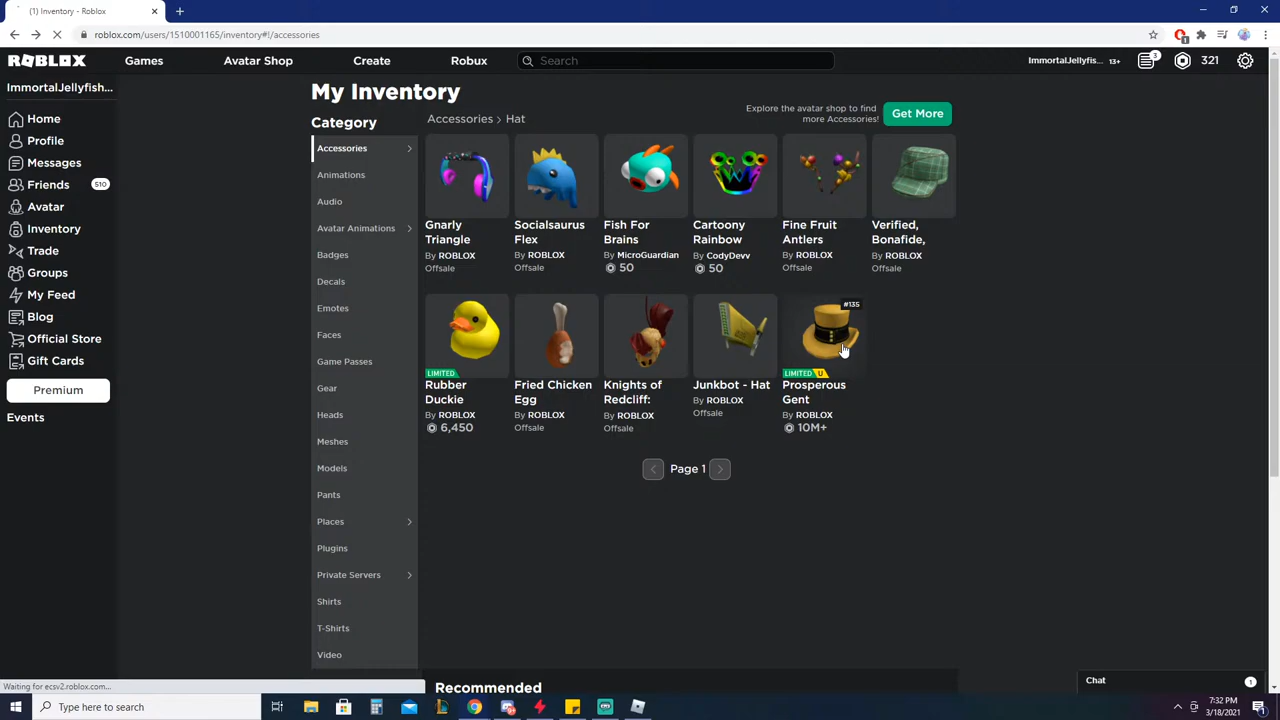 (1) Inventory - Roblox
roblox.com/users/1510001165/inventory#!/accessories
1
ROBLOX
Games
Avatar Shop
Create
Robux
Search
ImmortalJellyfis... 13+
3
321
ImmortalJellyfish...
Home
Profile
Messages
Friends 510
Avatar
Inventory
Trade
Groups
My Feed
Blog
Official Store
Gift Cards
Premium
Events
My Inventory
Category
Accessories
Animations
Audio
Avatar Animations
Badges
Decals
Emotes
Faces
Game Passes
Gear
Heads
Meshes
Models
Pants
Places
Plugins
Private Servers
Shirts
T-Shirts
Video
Accessories > Hat
Explore the avatar shop to find
more Accessories!
Get More
Gnarly
Triangle
By ROBLOX
Offsale
Socialsaurus
Flex
By ROBLOX
Offsale
Fish For
Brains
By MicroGuardian
50
Cartoony
Rainbow
By CodyDevv
50
Fine Fruit
Antlers
By ROBLOX
Offsale
Verified,
Bonafide,
By ROBLOX
Offsale
LIMITED
Rubber
Duckie
By ROBLOX
6,450
Fried Chicken
Egg
By ROBLOX
Offsale
Knights of
Redcliff:
By ROBLOX
Offsale
Junkbot - Hat
By ROBLOX
Offsale
#135
LIMITED U
Prosperous
Gent
By ROBLOX
10M+
Page 1
Recommended
Chat
1
Waiting for ecsv2.roblox.com...
Type here to search
7:32 PM
3/18/2021
1